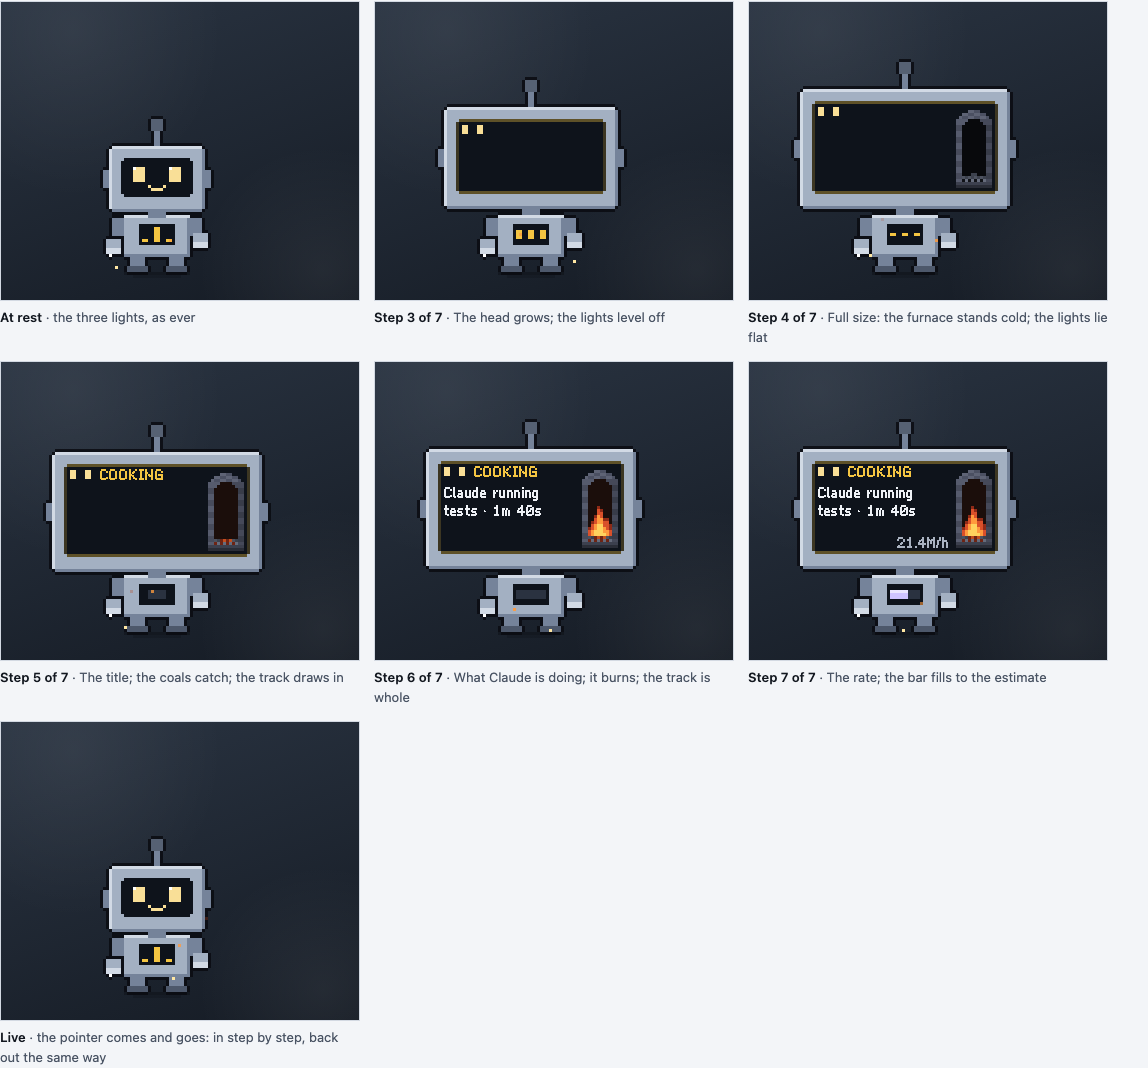 At rest · the three lights, as ever
Step 3 of 7 · The head grows; the lights level off
Step 4 of 7 · Full size: the furnace stands cold; the lights lie
flat
COOKING
Step 5 of 7 · The title; the coals catch; the track draws in
COOKING
Claude running
tests · 1m 40s
Step 6 of 7 · What Claude is doing; it burns; the track is
whole
COOKING
Claude running
tests · 1m 40s
21.4M/h
Step 7 of 7 · The rate; the bar fills to the estimate
Live · the pointer comes and goes: in step by step, back
out the same way